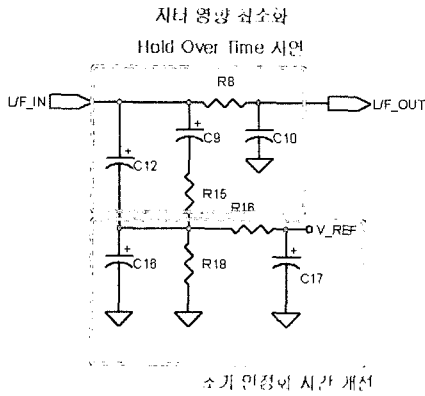 지터 영향 최소화
Hold Over Time 지연
R8
L/F_IN
L/F_OUT
C9
C10
C12
R15
R16
V_REF
C16
R18
C17
초기 안정화 시간 개선